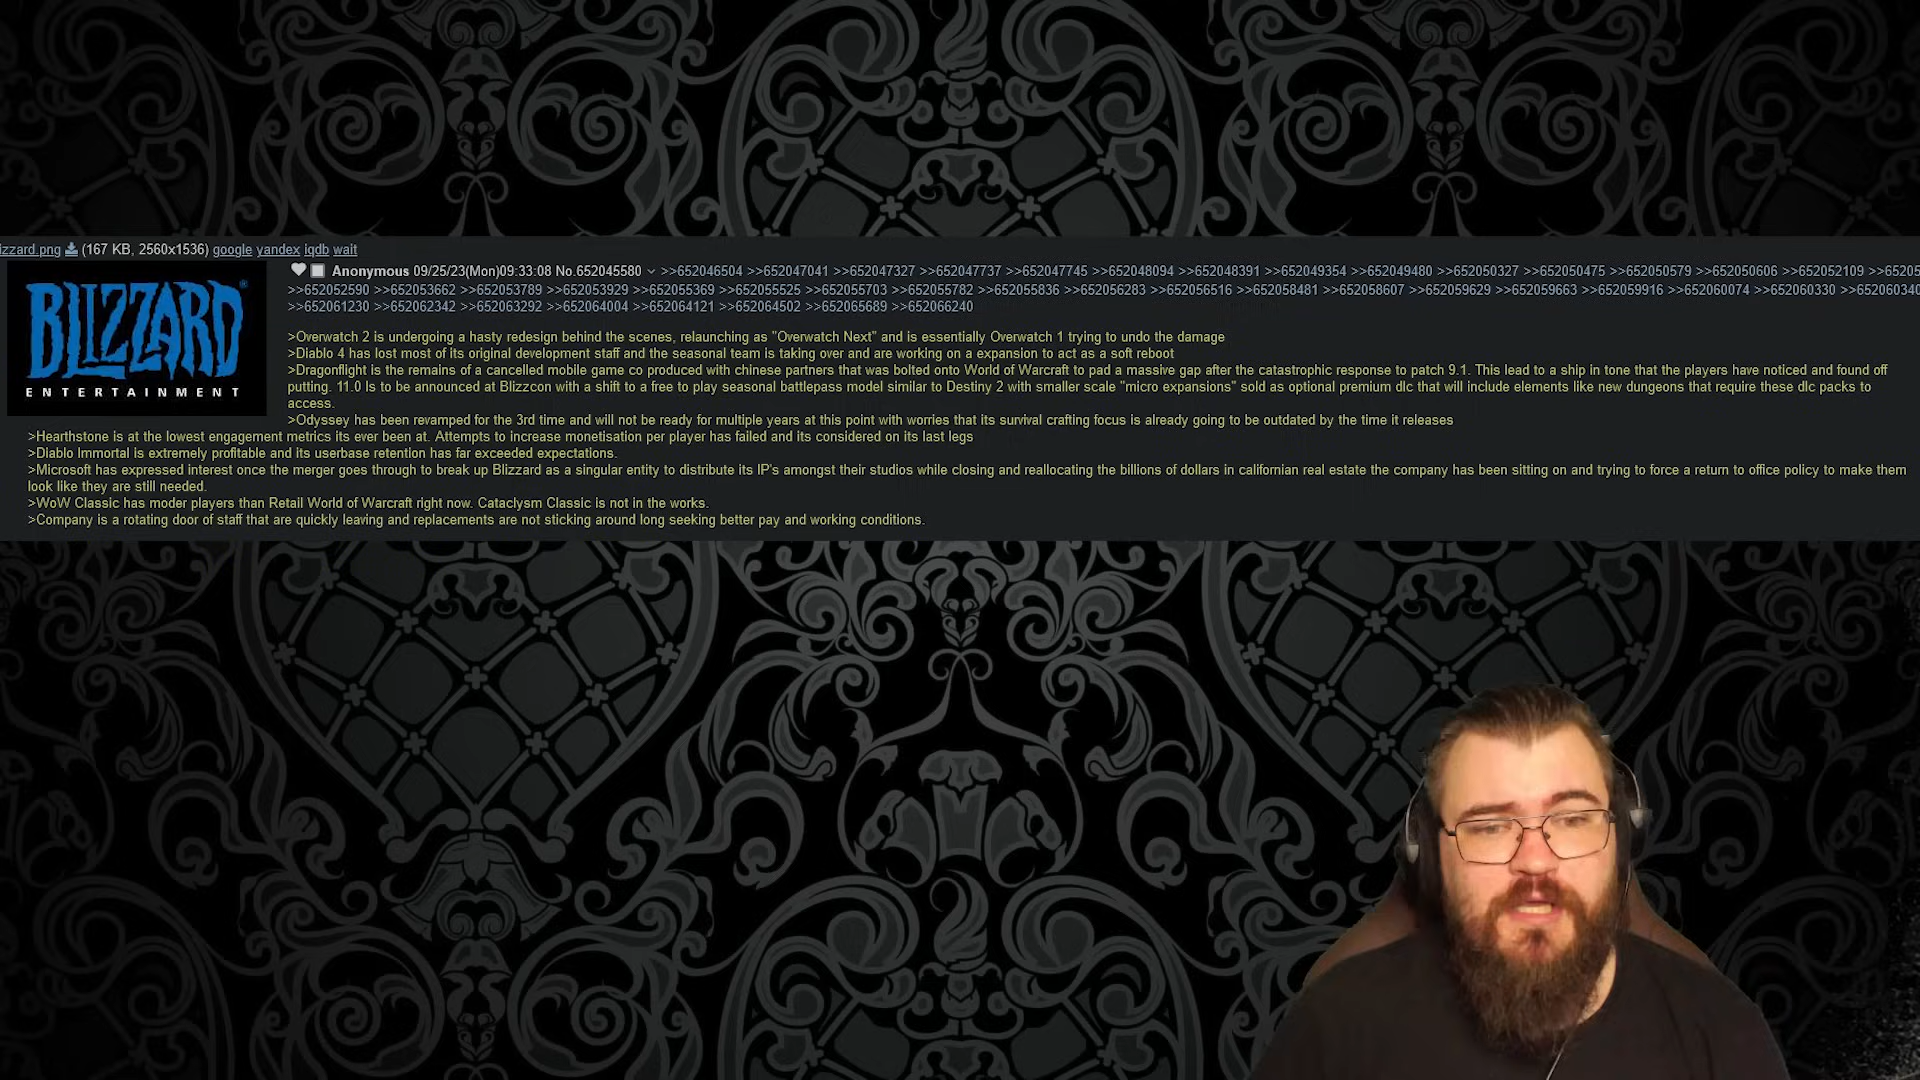 izzard.png (167 KB, 2560x1536) google yandex iqdb wait
BLIZZARD®
ENTERTAINMENT
Anonymous 09/25/23(Mon)09:33:08 No.652045580 >>652046504 >>652047041 >>652047327 >>652047737 >>652047745 >>652048094 >>652048391 >>652049354 >>652049480 >>652050327 >>652050475 >>652050579 >>652050606 >>652052109 >>65205
>>652052590 >>652053662 >>652053789 >>652053929 >>652055369 >>652055525 >>652055703 >>652055782 >>652055836 >>652056283 >>652056516 >>652058481 >>652058607 >>652059629 >>652059663 >>652059916 >>652060074 >>652060330 >>652060340
>>652061230 >>652062342 >>652063292 >>652064004 >>652064121 >>652064502 >>652065689 >>652066240
>Overwatch 2 is undergoing a hasty redesign behind the scenes, relaunching as "Overwatch Next" and is essentially Overwatch 1 trying to undo the damage
>Diablo 4 has lost most of its original development staff and the seasonal team is taking over and are working on a expansion to act as a soft reboot
>Dragonflight is the remains of a cancelled mobile game co produced with chinese partners that was bolted onto World of Warcraft to pad a massive gap after the catastrophic response to patch 9.1. This lead to a ship in tone that the players have noticed and found off
putting. 11.0 Is to be announced at Blizzcon with a shift to a free to play seasonal battlepass model similar to Destiny 2 with smaller scale "micro expansions" sold as optional premium dlc that will include elements like new dungeons that require these dlc packs to
access.
>Odyssey has been revamped for the 3rd time and will not be ready for multiple years at this point with worries that its survival crafting focus is already going to be outdated by the time it releases
>Hearthstone is at the lowest engagement metrics its ever been at. Attempts to increase monetisation per player has failed and its considered on its last legs
>Diablo Immortal is extremely profitable and its userbase retention has far exceeded expectations.
>Microsoft has expressed interest once the merger goes through to break up Blizzard as a singular entity to distribute its IP's amongst their studios while closing and reallocating the billions of dollars in californian real estate the company has been sitting on and trying to force a return to office policy to make them
look like they are still needed.
>WoW Classic has moder players than Retail World of Warcraft right now. Cataclysm Classic is not in the works.
>Company is a rotating door of staff that are quickly leaving and replacements are not sticking around long seeking better pay and working conditions.